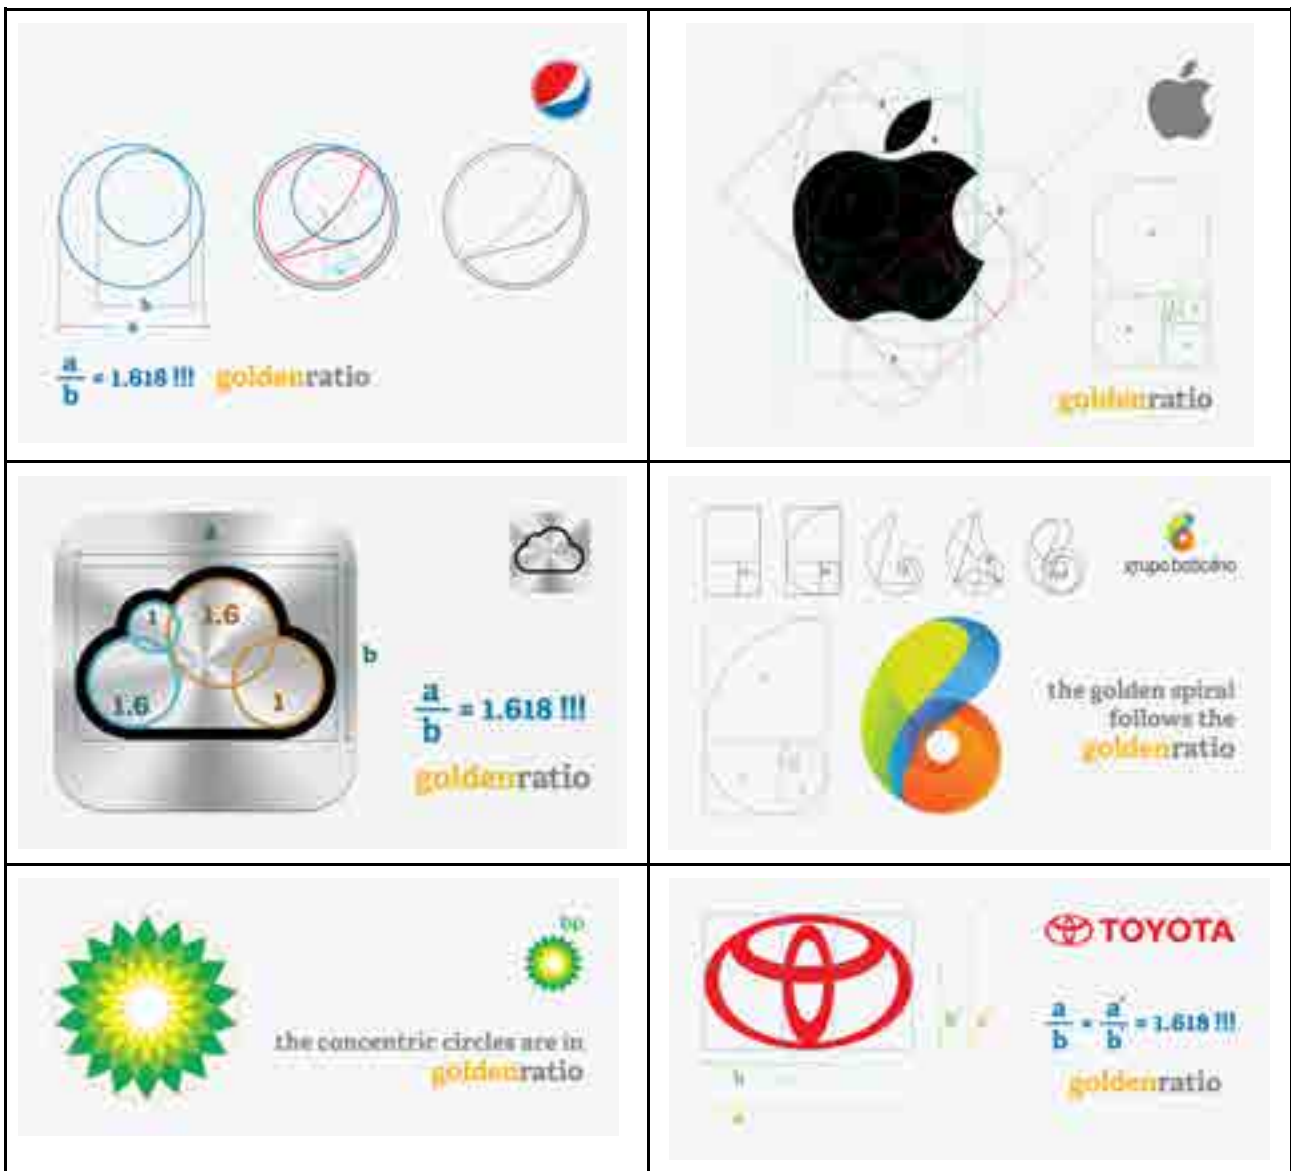 b
a
a
b
= 1.618 !!! goldenratio
goldenratio
1
1.6
1.6
1
b
a
b
= 1.618 !!!
goldenratio
grupo boticário
the golden spiral
follows the
goldenratio
bp
the concentric circles are in
goldenratio
TOYOTA
a
b
=
a'
b'
= 1.618 !!!
goldenratio
b
a